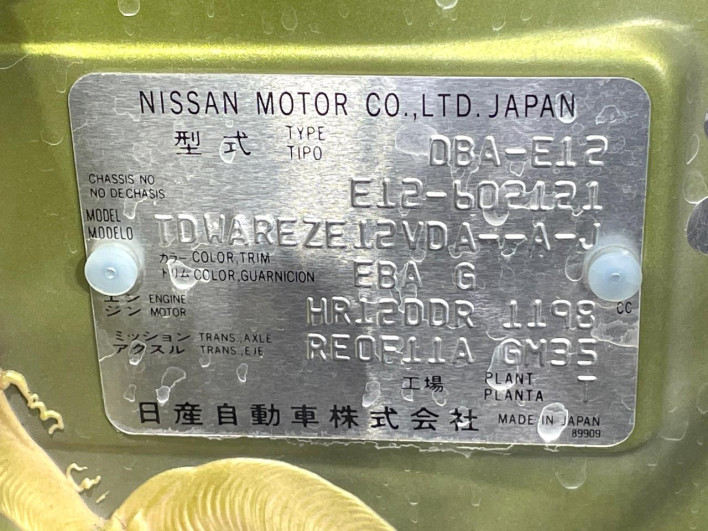 NISSAN MOTOR CO.,LTD. JAPAN
型式 TYPE TIPO DBA-E12
CHASSIS NO NO DE CHASIS E12-602121
MODEL MODELO TDWAREZE12VDA--A-J
カラー COLOR,TRIM トリム COLOR,GUARNICION EBA G
エンジン ENGINE MOTOR HR12DDR 1198 CC
ミッション TRANS.,AXLE アクスル TRANS.,EJE RE0F11A GM35
工場 PLANT PLANTA T
日産自動車株式会社 MADE IN JAPAN
89909